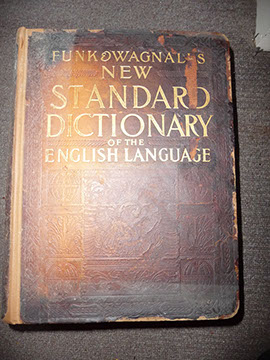 FUNK & WAGNALLS
NEW
STANDARD
DICTIONARY
OF THE
ENGLISH LANGUAGE